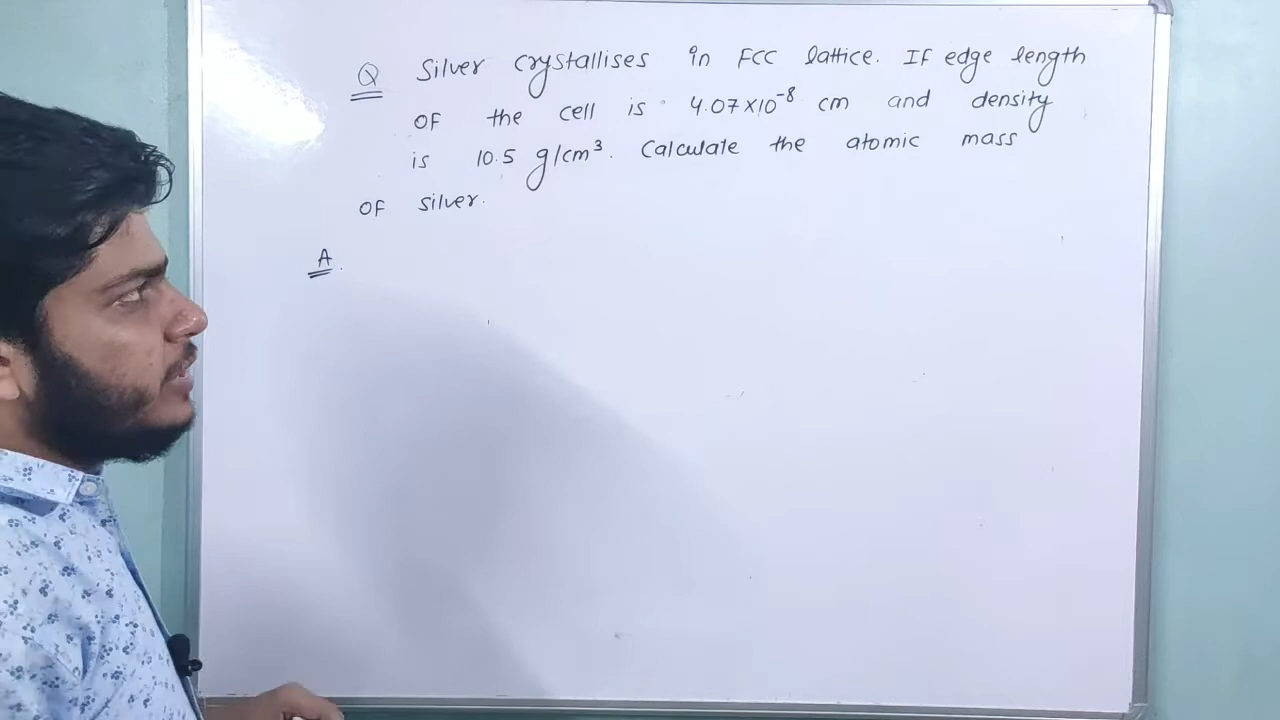 Q Silver crystallises in FCC lattice. If edge length
OF the cell is 4.07×10⁻⁸ cm and density
is 10.5 g/cm³. Calculate the atomic mass
OF silver.
A.